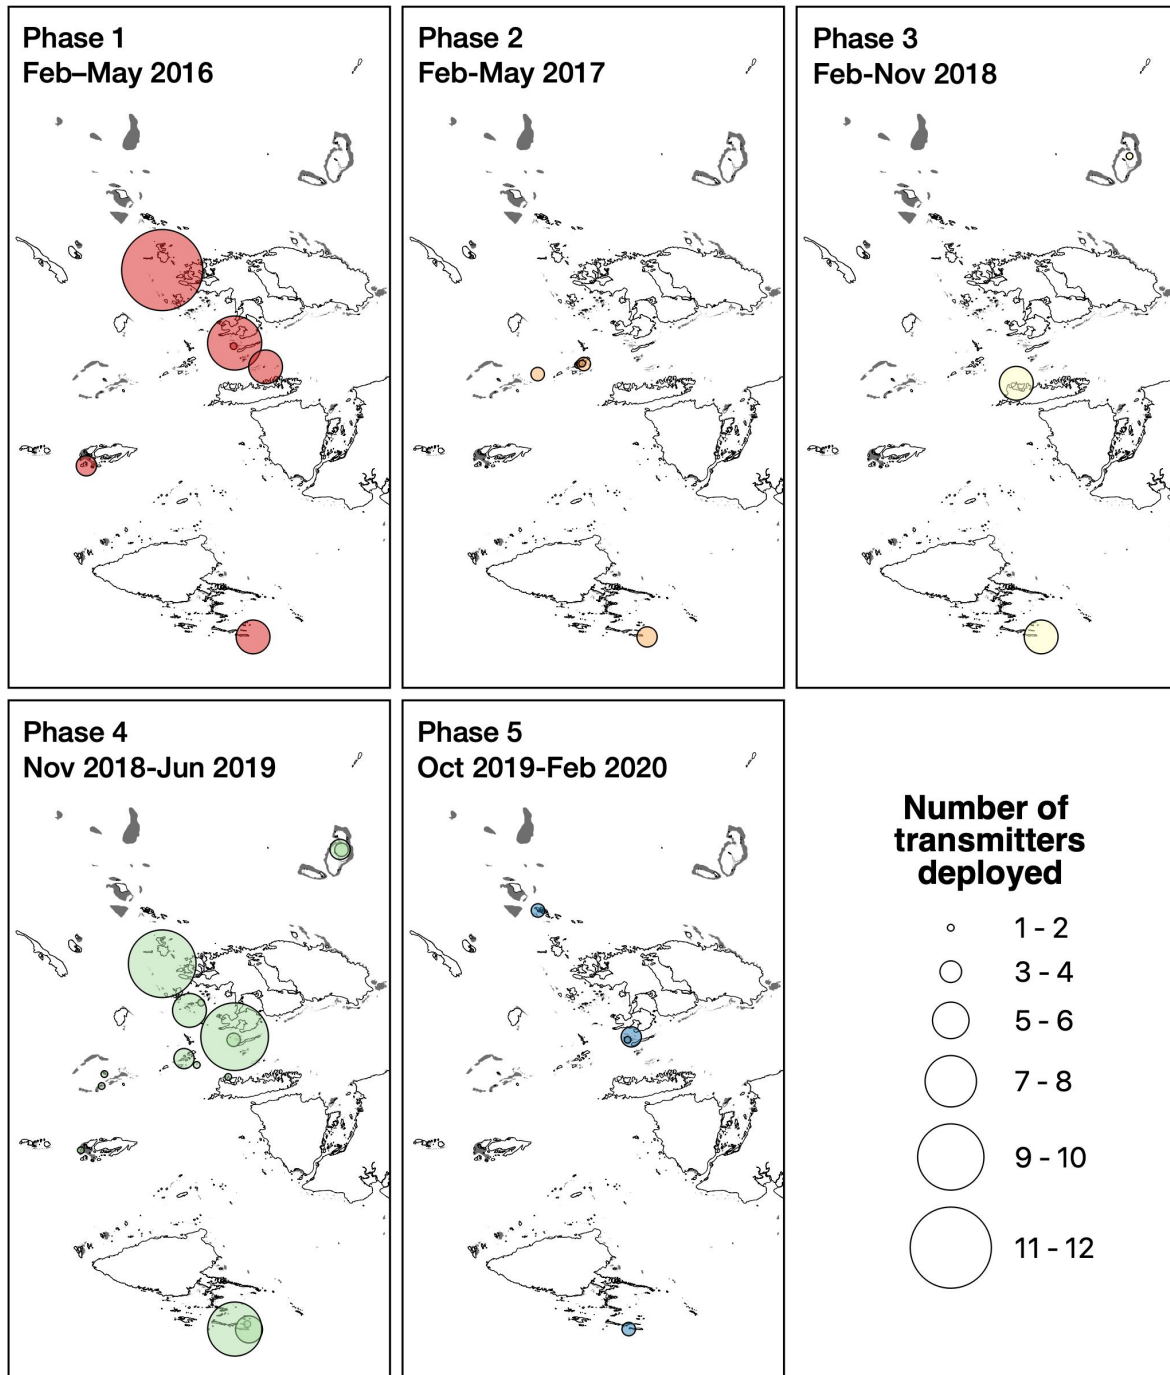 Phase 1
Feb–May 2016
Phase 2
Feb-May 2017
Phase 3
Feb-Nov 2018
Phase 4
Nov 2018-Jun 2019
Phase 5
Oct 2019-Feb 2020
Number of
transmitters
deployed
1 - 2
3 - 4
5 - 6
7 - 8
9 - 10
11 - 12